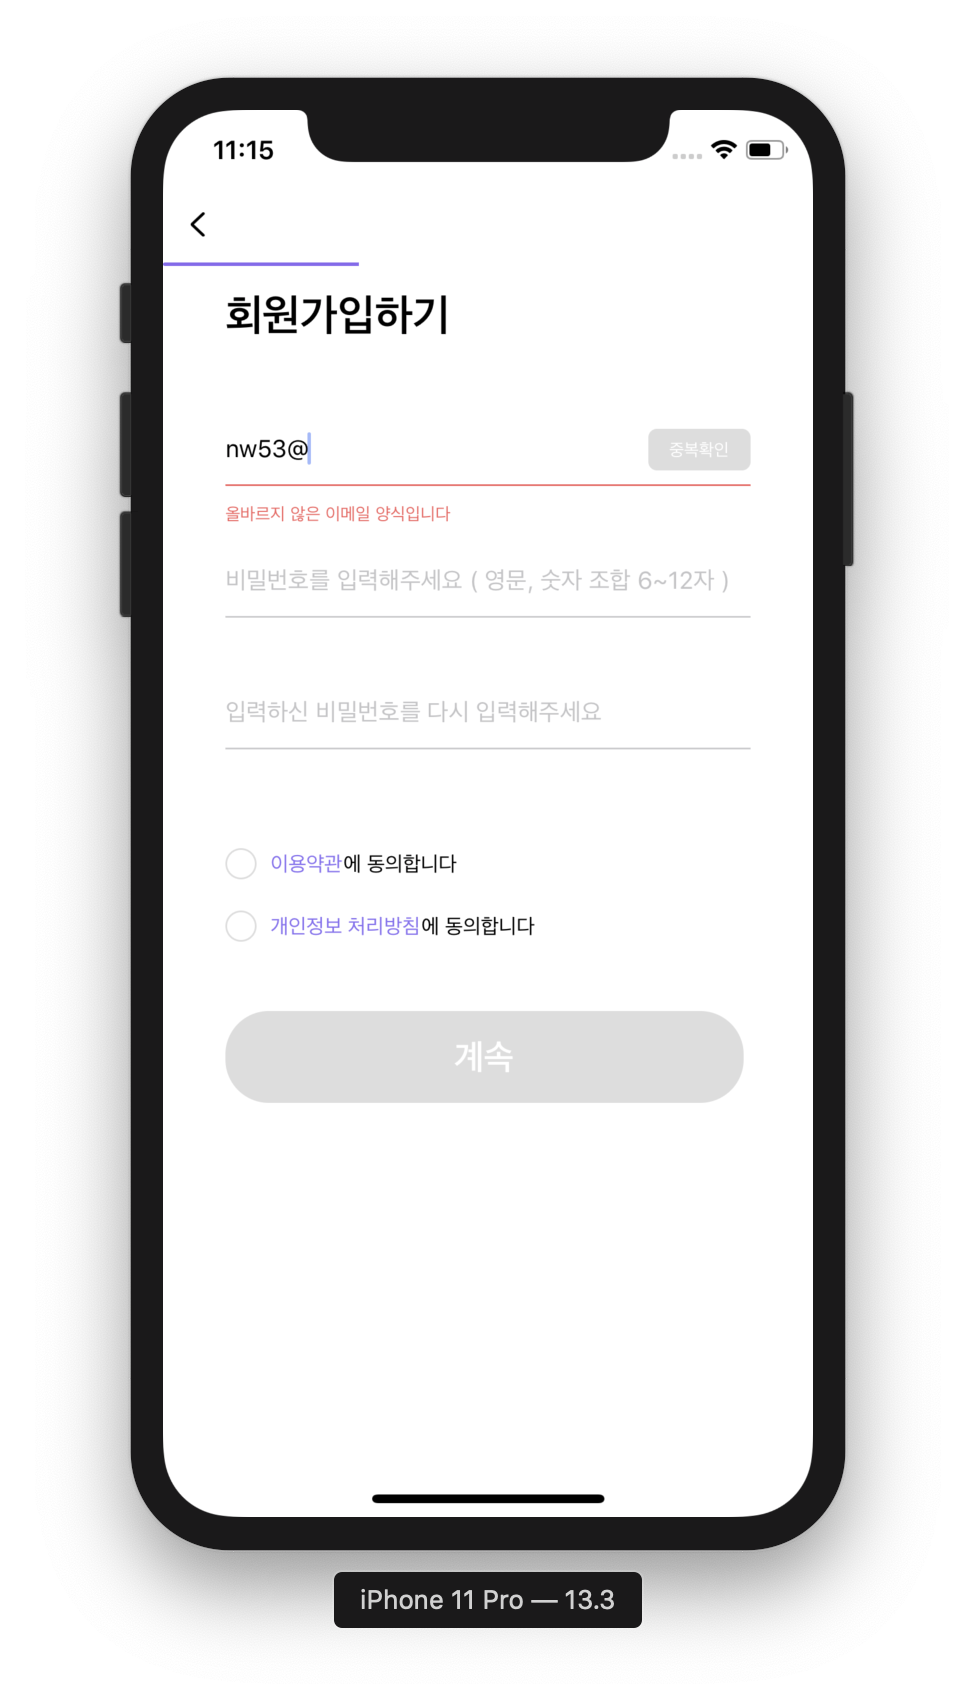 11:15
회원가입하기
nw53@
중복확인
올바르지 않은 이메일 양식입니다
비밀번호를 입력해주세요 ( 영문, 숫자 조합 6~12자 )
입력하신 비밀번호를 다시 입력해주세요
이용약관에 동의합니다
개인정보 처리방침에 동의합니다
계속
iPhone 11 Pro — 13.3